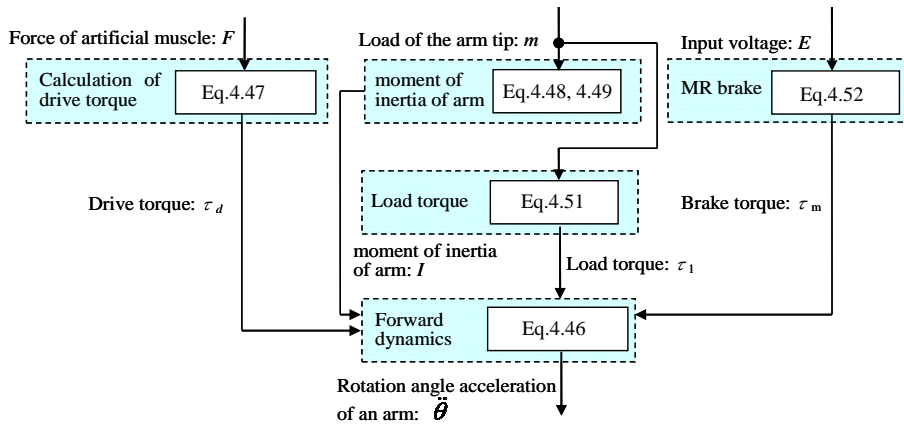 Force of artificial muscle: F
Load of the arm tip: m
Input voltage: E
Calculation of
drive torque
Eq.4.47
moment of
inertia of arm
Eq.4.48, 4.49
MR brake
Eq.4.52
Load torque
Eq.4.51
Drive torque: τ d
Brake torque: τ m
moment of inertia
of arm: I
Load torque: τ l
Forward
dynamics
Eq.4.46
Rotation angle acceleration
of an arm: θ̈